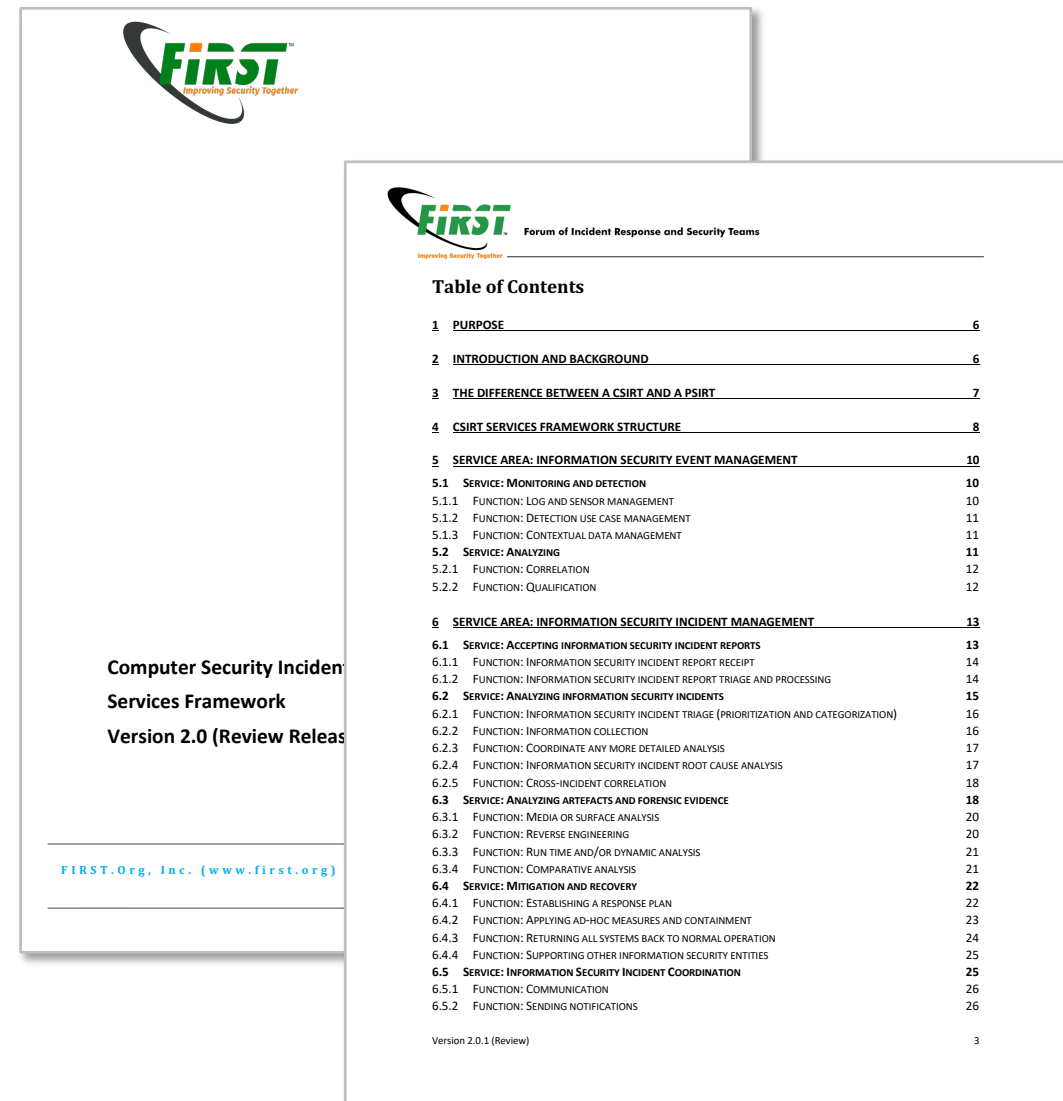 FiRST™
Improving Security Together
Computer Security Inciden
Services Framework
Version 2.0 (Review Releas
FIRST.Org, Inc. (www.first.org)
FiRST™
Improving Security Together
Forum of Incident Response and Security Teams
Table of Contents
1 PURPOSE 6
2 INTRODUCTION AND BACKGROUND 6
3 THE DIFFERENCE BETWEEN A CSIRT AND A PSIRT 7
4 CSIRT SERVICES FRAMEWORK STRUCTURE 8
5 SERVICE AREA: INFORMATION SECURITY EVENT MANAGEMENT 10
5.1 SERVICE: MONITORING AND DETECTION 10
5.1.1 FUNCTION: LOG AND SENSOR MANAGEMENT 10
5.1.2 FUNCTION: DETECTION USE CASE MANAGEMENT 11
5.1.3 FUNCTION: CONTEXTUAL DATA MANAGEMENT 11
5.2 SERVICE: ANALYZING 11
5.2.1 FUNCTION: CORRELATION 12
5.2.2 FUNCTION: QUALIFICATION 12
6 SERVICE AREA: INFORMATION SECURITY INCIDENT MANAGEMENT 13
6.1 SERVICE: ACCEPTING INFORMATION SECURITY INCIDENT REPORTS 13
6.1.1 FUNCTION: INFORMATION SECURITY INCIDENT REPORT RECEIPT 14
6.1.2 FUNCTION: INFORMATION SECURITY INCIDENT REPORT TRIAGE AND PROCESSING 14
6.2 SERVICE: ANALYZING INFORMATION SECURITY INCIDENTS 15
6.2.1 FUNCTION: INFORMATION SECURITY INCIDENT TRIAGE (PRIORITIZATION AND CATEGORIZATION) 16
6.2.2 FUNCTION: INFORMATION COLLECTION 16
6.2.3 FUNCTION: COORDINATE ANY MORE DETAILED ANALYSIS 17
6.2.4 FUNCTION: INFORMATION SECURITY INCIDENT ROOT CAUSE ANALYSIS 17
6.2.5 FUNCTION: CROSS-INCIDENT CORRELATION 18
6.3 SERVICE: ANALYZING ARTEFACTS AND FORENSIC EVIDENCE 18
6.3.1 FUNCTION: MEDIA OR SURFACE ANALYSIS 20
6.3.2 FUNCTION: REVERSE ENGINEERING 20
6.3.3 FUNCTION: RUN TIME AND/OR DYNAMIC ANALYSIS 21
6.3.4 FUNCTION: COMPARATIVE ANALYSIS 21
6.4 SERVICE: MITIGATION AND RECOVERY 22
6.4.1 FUNCTION: ESTABLISHING A RESPONSE PLAN 22
6.4.2 FUNCTION: APPLYING AD-HOC MEASURES AND CONTAINMENT 23
6.4.3 FUNCTION: RETURNING ALL SYSTEMS BACK TO NORMAL OPERATION 24
6.4.4 FUNCTION: SUPPORTING OTHER INFORMATION SECURITY ENTITIES 25
6.5 SERVICE: INFORMATION SECURITY INCIDENT COORDINATION 25
6.5.1 FUNCTION: COMMUNICATION 26
6.5.2 FUNCTION: SENDING NOTIFICATIONS 26
Version 2.0.1 (Review) 3